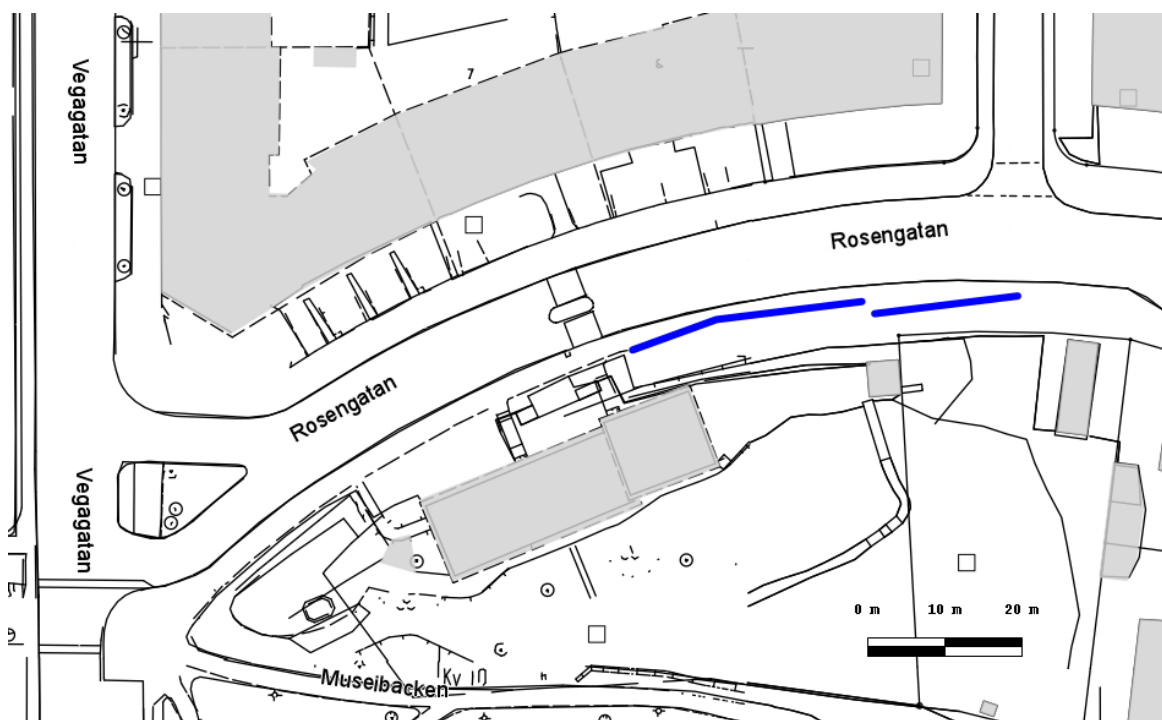 7
Vegagatan
Rosengatan
Rosengatan
Vegagatan
0 m 10 m 20 m
Museibacken
Kv 10
h